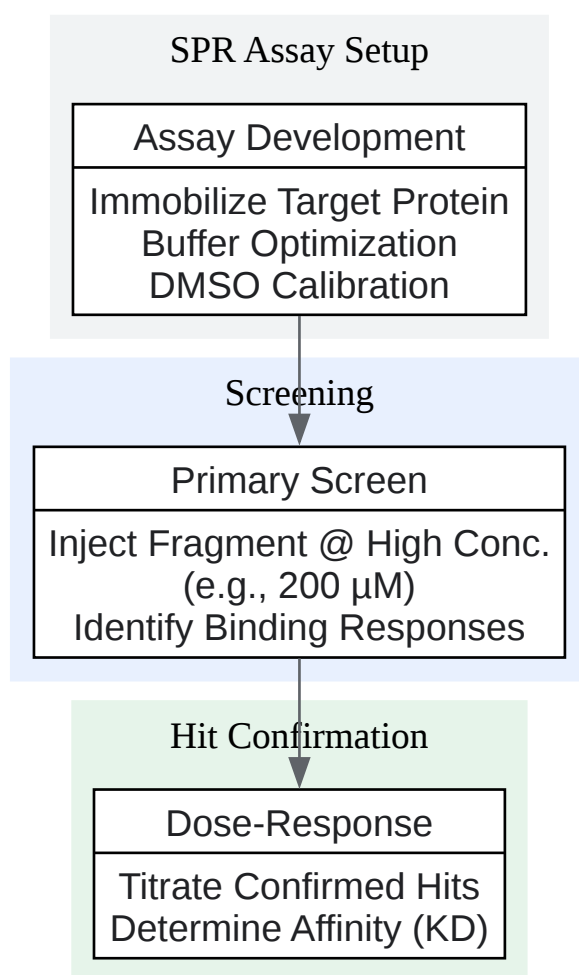 SPR Assay Setup
Assay Development
Immobilize Target Protein
Buffer Optimization
DMSO Calibration
Screening
Primary Screen
Inject Fragment @ High Conc.
(e.g., 200 µM)
Identify Binding Responses
Hit Confirmation
Dose-Response
Titrate Confirmed Hits
Determine Affinity (KD)